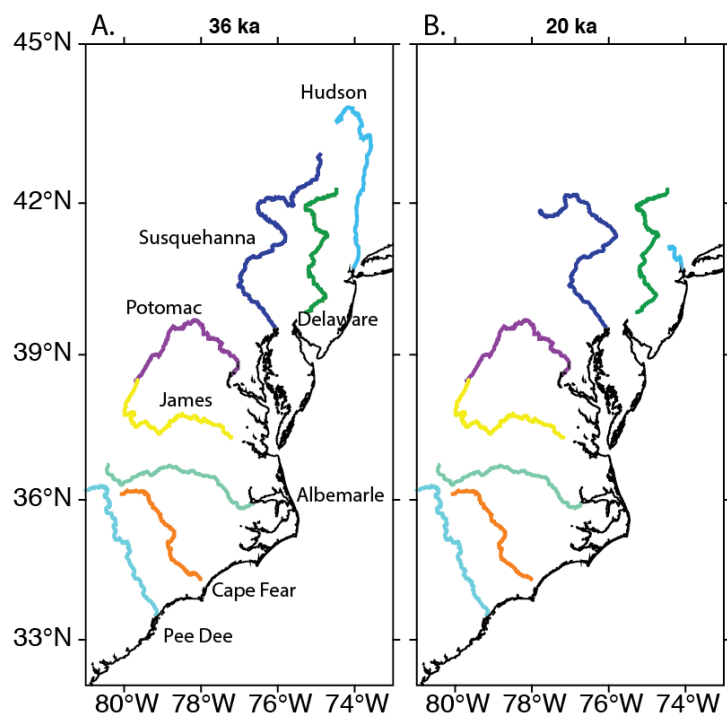 A.
36 ka
B.
20 ka
45°N
Hudson
42°N
Susquehanna
Potomac
Delaware
39°N
James
36°N
Albemarle
Cape Fear
33°N
Pee Dee
80°W 78°W 76°W 74°W
80°W 78°W 76°W 74°W